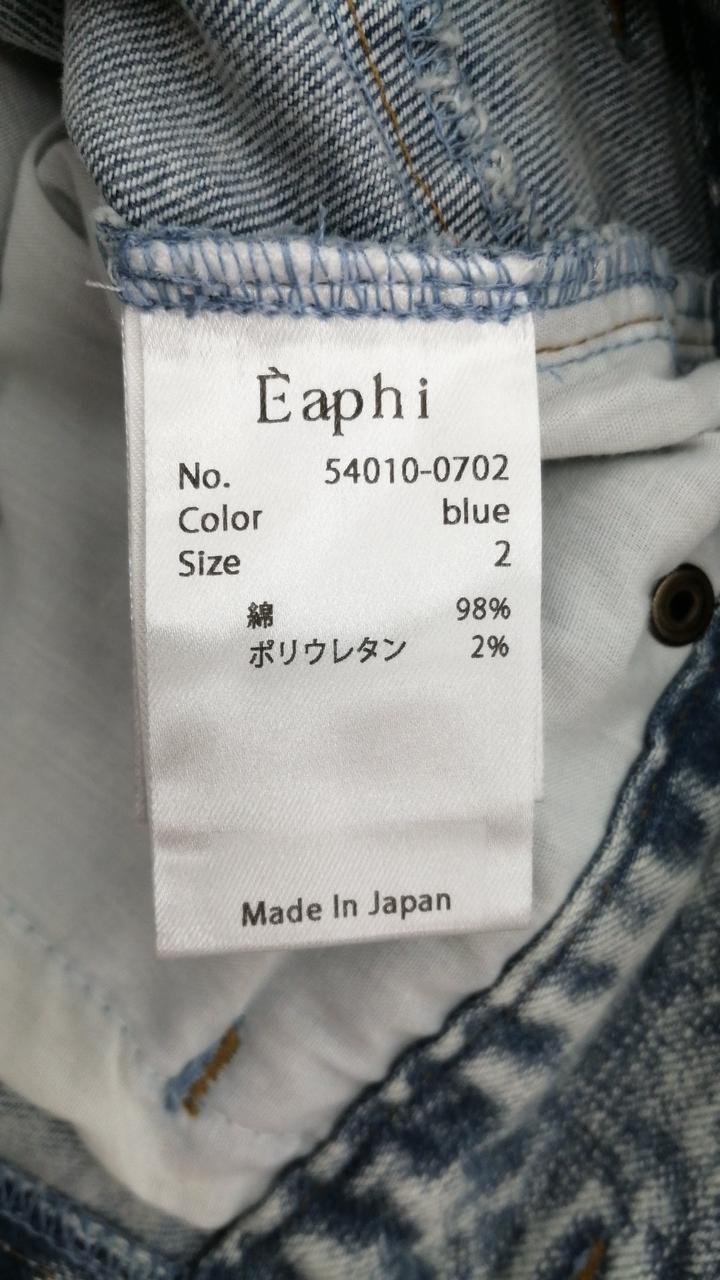 Èaphi
No. 54010-0702
Color blue
Size 2
綿 98%
ポリウレタン 2%
Made In Japan